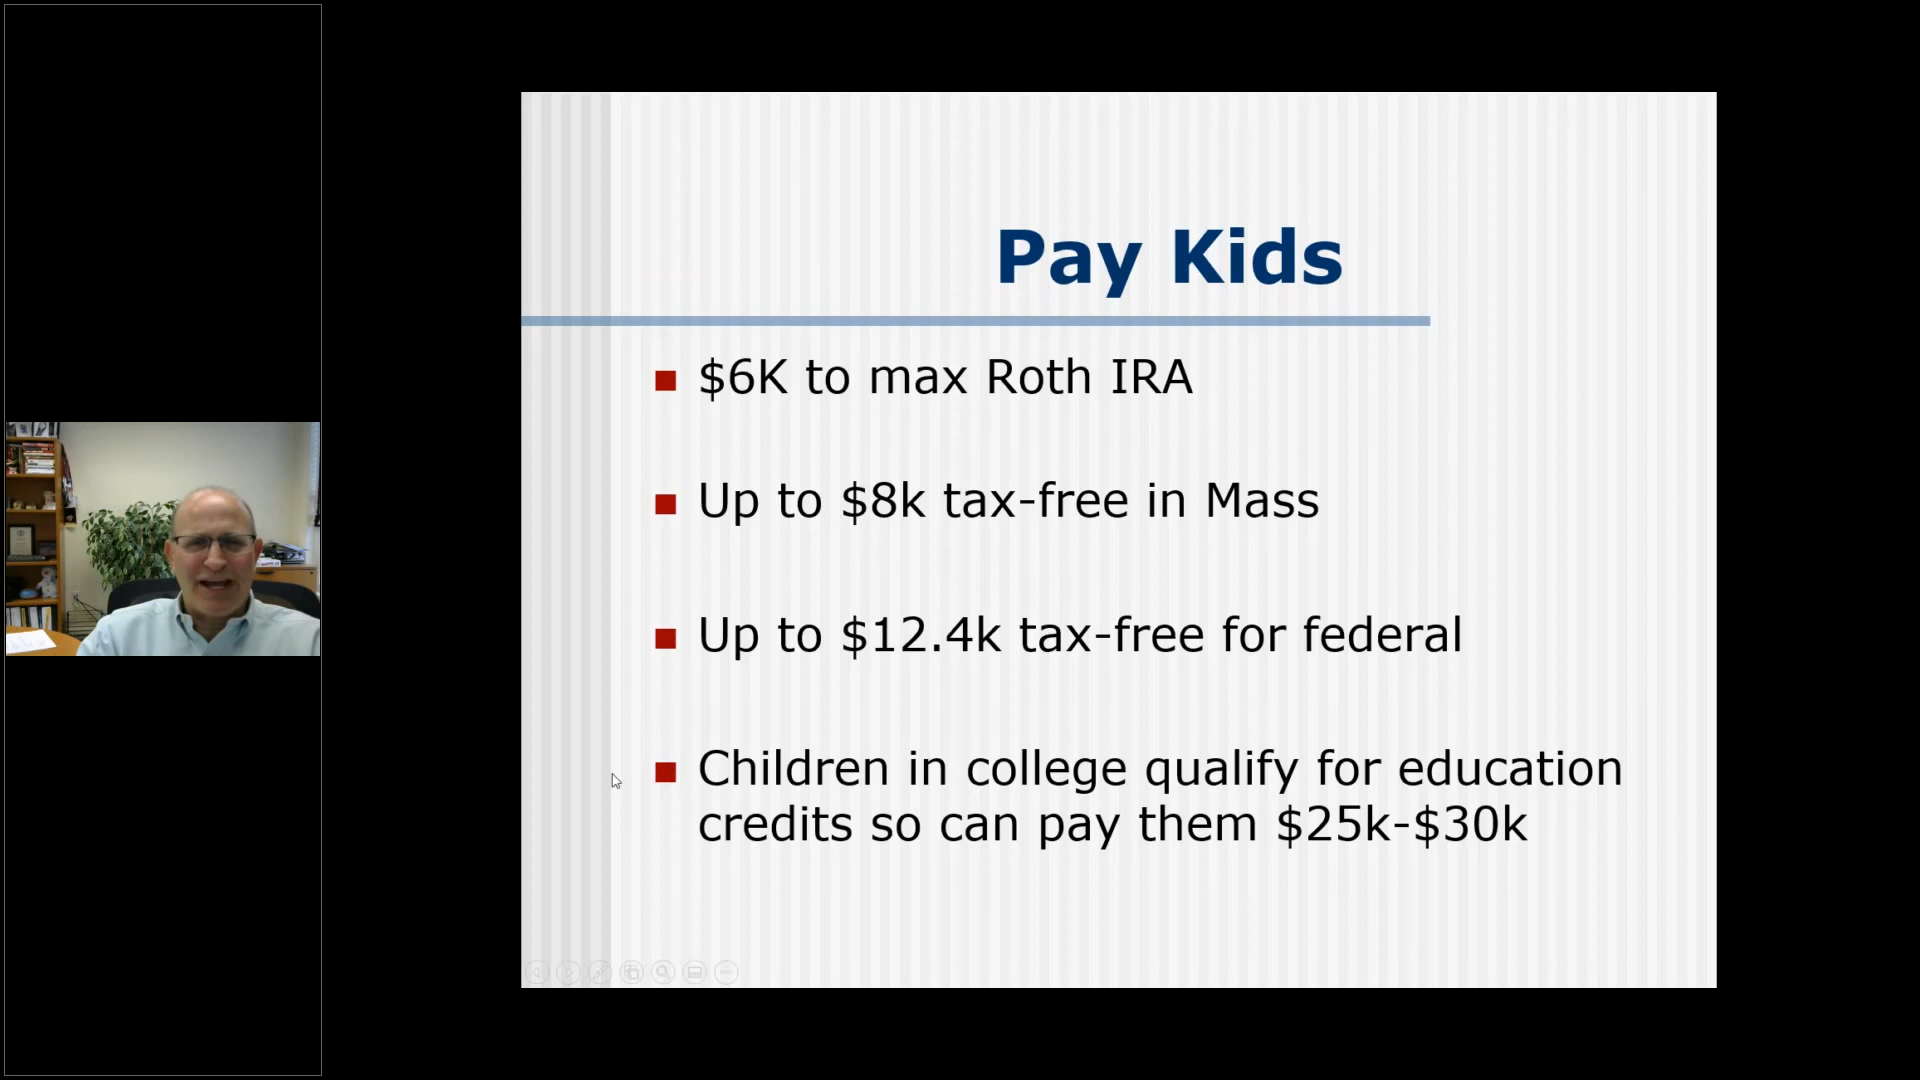 Pay Kids
$6K to max Roth IRA
Up to $8k tax-free in Mass
Up to $12.4k tax-free for federal
Children in college qualify for education
credits so can pay them $25k-$30k